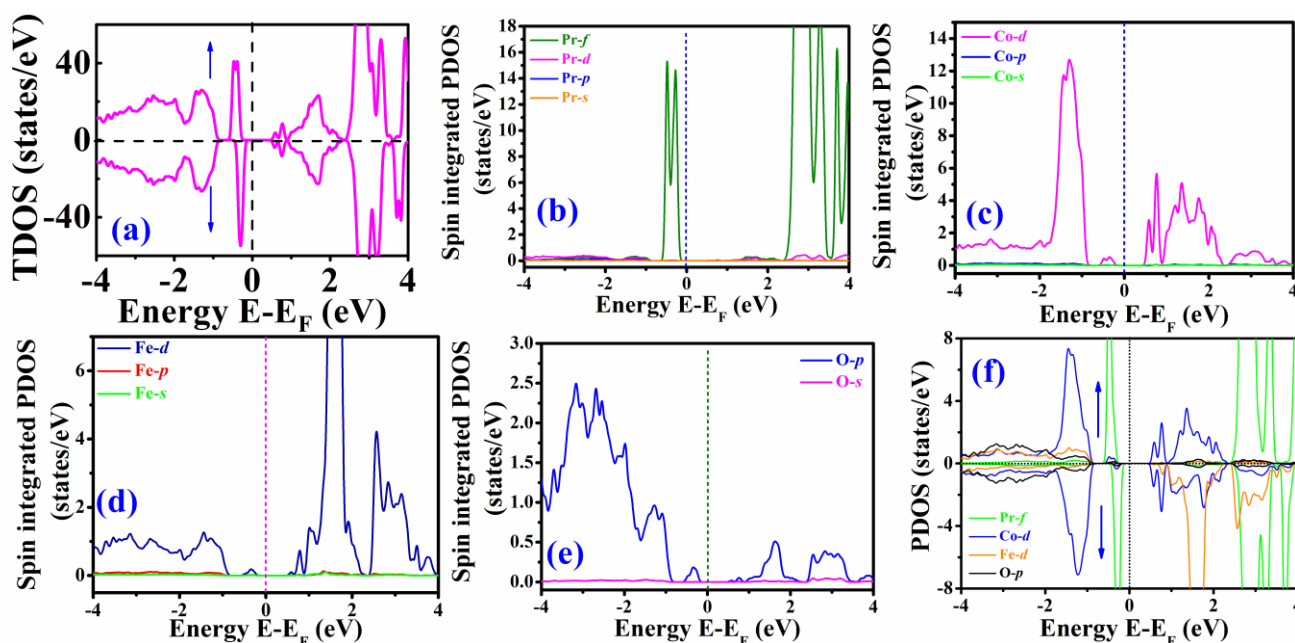 TDOS (states/eV)
40
0
-40
(a)
-4 -2 0 2 4
Energy E-E_F (eV)
Spin integrated PDOS
(states/eV)
18
16
14
12
10
8
6
4
2
0
Pr-f
Pr-d
Pr-p
Pr-s
(b)
-4 -2 0 2 4
Energy E-E_F (eV)
Spin integrated PDOS
(states/eV)
14
12
10
8
6
4
2
0
Co-d
Co-p
Co-s
(c)
-4 -2 0 2 4
Energy E-E_F (eV)
Spin integrated PDOS
(states/eV)
6
4
2
0
Fe-d
Fe-p
Fe-s
(d)
-4 -2 0 2 4
Energy E-E_F (eV)
Spin integrated PDOS
(states/eV)
3.0
2.5
2.0
1.5
1.0
0.5
0.0
O-p
O-s
(e)
-4 -2 0 2 4
Energy E-E_F (eV)
PDOS (states/eV)
8
4
0
-4
-8
(f)
Pr-f
Co-d
Fe-d
O-p
-4 -2 0 2 4
Energy E-E_F (eV)